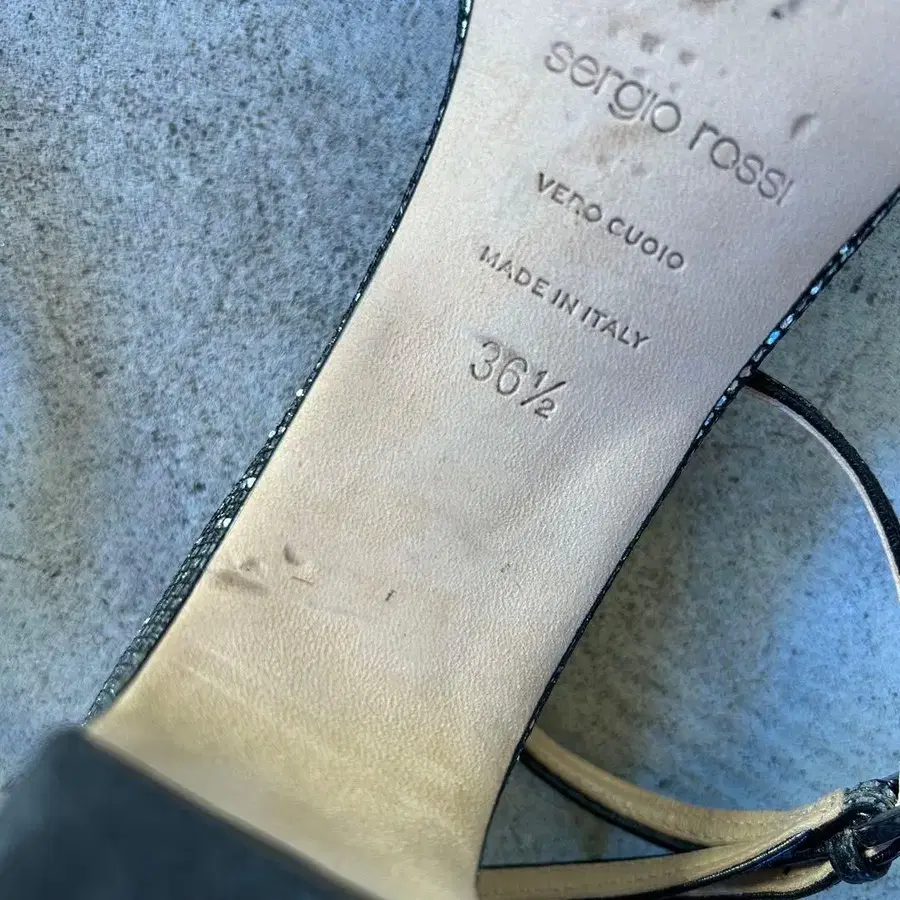 sergio rossi
VERO CUOIO
MADE IN ITALY
36½